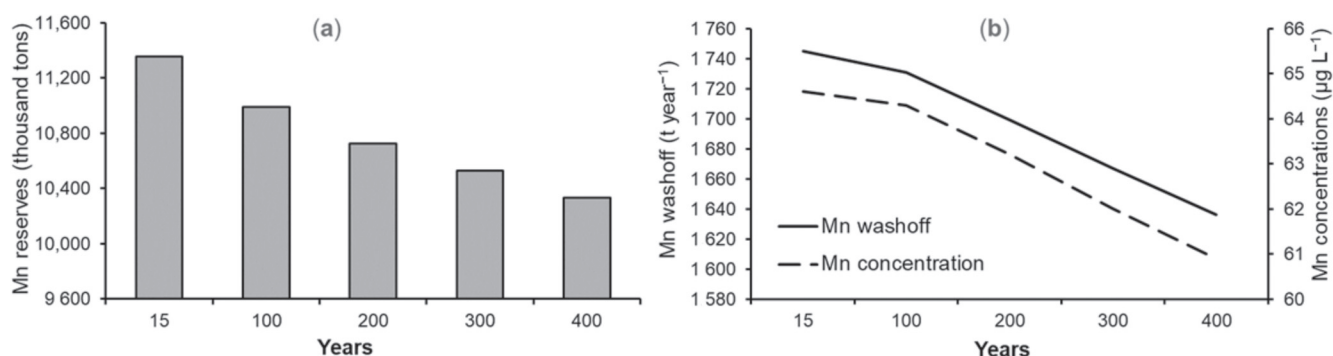 (a)
Mn reserves (thousand tons)
11,600
11,200
10,800
10,400
10,000
9 600
15 100 200 300 400
Years
(b)
Mn washoff (t year⁻¹)
1 760
1 740
1 720
1 700
1 680
1 660
1 640
1 620
1 600
1 580
Mn washoff
Mn concentration
66
65
64
63
62
61
60
Mn concentrations (µg L⁻¹)
15 100 200 300 400
Years